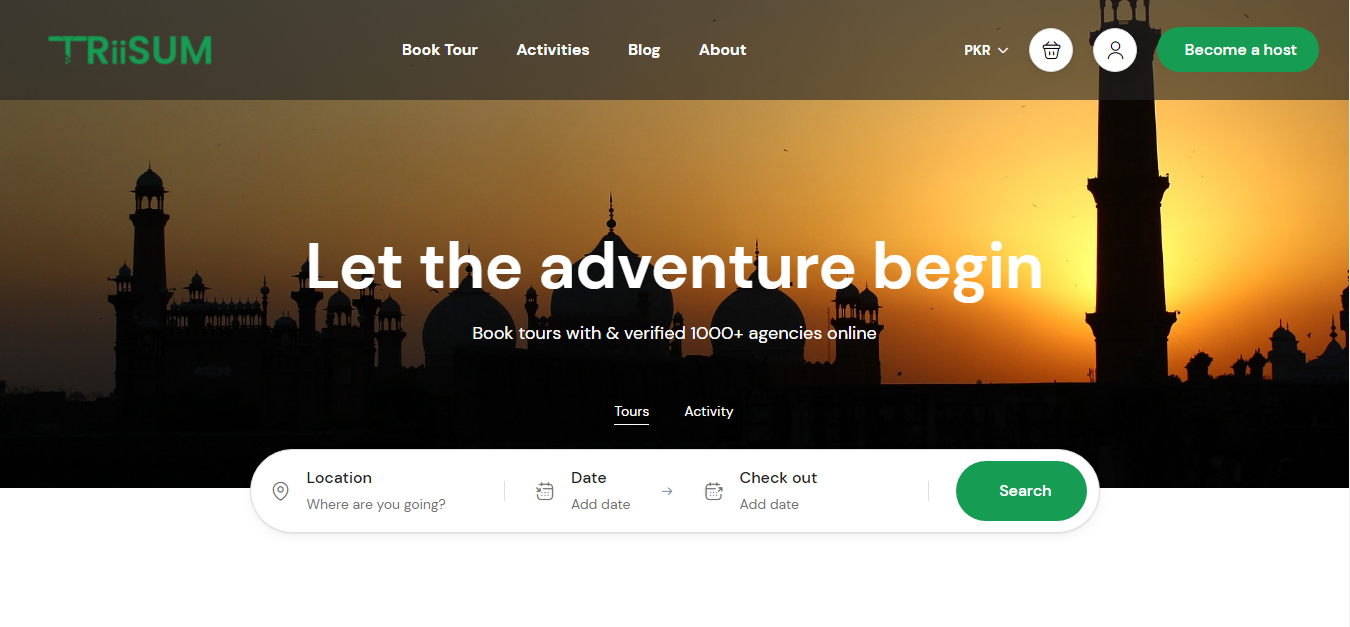 TRiiSUM
Book Tour
Activities
Blog
About
PKR
Become a host
Let the adventure begin
Book tours with & verified 1000+ agencies online
Tours
Activity
Location
Where are you going?
Date
Add date
Check out
Add date
Search